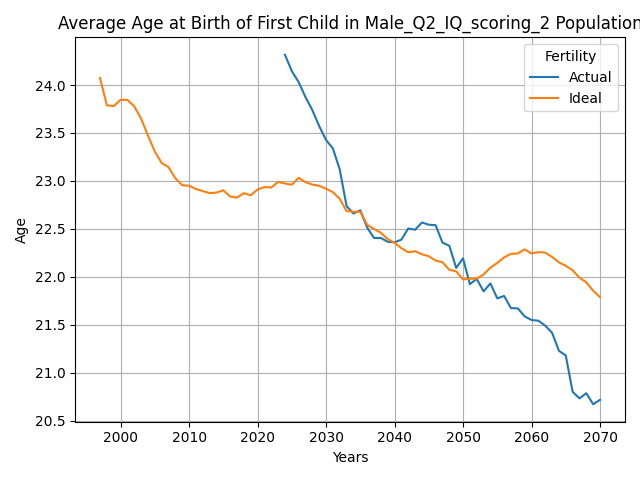 Average Age at Birth of First Child in Male_Q2_IQ_scoring_2 Population
Fertility
Actual
Ideal
24.0
23.5
23.0
22.5
22.0
21.5
21.0
20.5
Age
2000 2010 2020 2030 2040 2050 2060 2070
Years